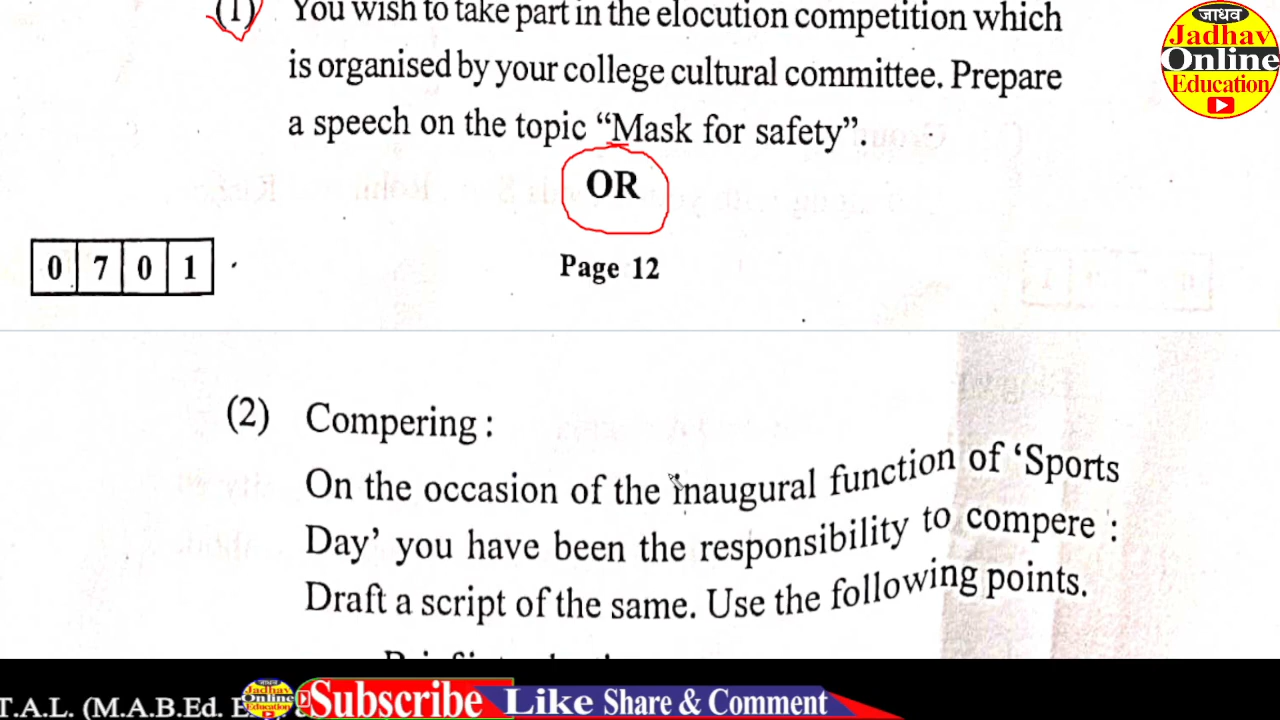 (1) You wish to take part in the elocution competition which
is organised by your college cultural committee. Prepare
a speech on the topic “Mask for safety”.
OR
0 7 0 1
Page 12
(2) Compering :
On the occasion of the inaugural function of ‘Sports
Day’ you have been the responsibility to compere :
Draft a script of the same. Use the following points.
जाधव
Jadhav
Online
Education
T.A.L. (M.A.B.Ed.
Jadhav
Online
Education
Subscribe
Like Share & Comment